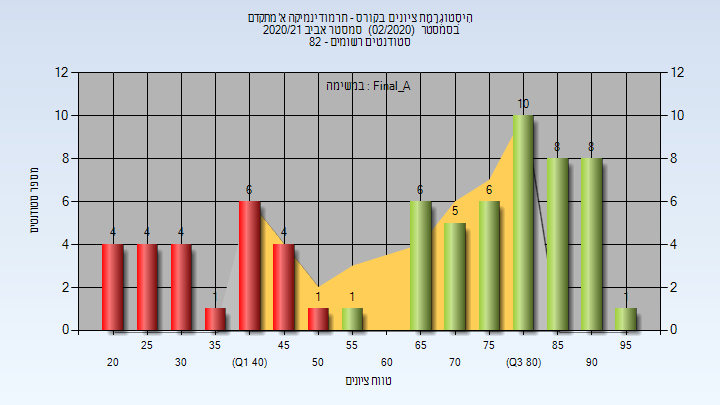 היסטוגרמת ציונים בקורס - תרמודינמיקה א' מתקדם
בסמסטר (02/2020) סמסטר אביב 2020/21
סטודנטים רשומים - 82
במשימה : Final_A
מספר סטודנטים
12 12
10 10
8 8
6 6
4 4
2 2
0 0
4 4 4 1 6 4 1 1 6 5 6 10 8 8 1
25 35 45 55 65 75 85 95
20 30 (Q1 40) 50 60 70 (Q3 80) 90
טווח ציונים